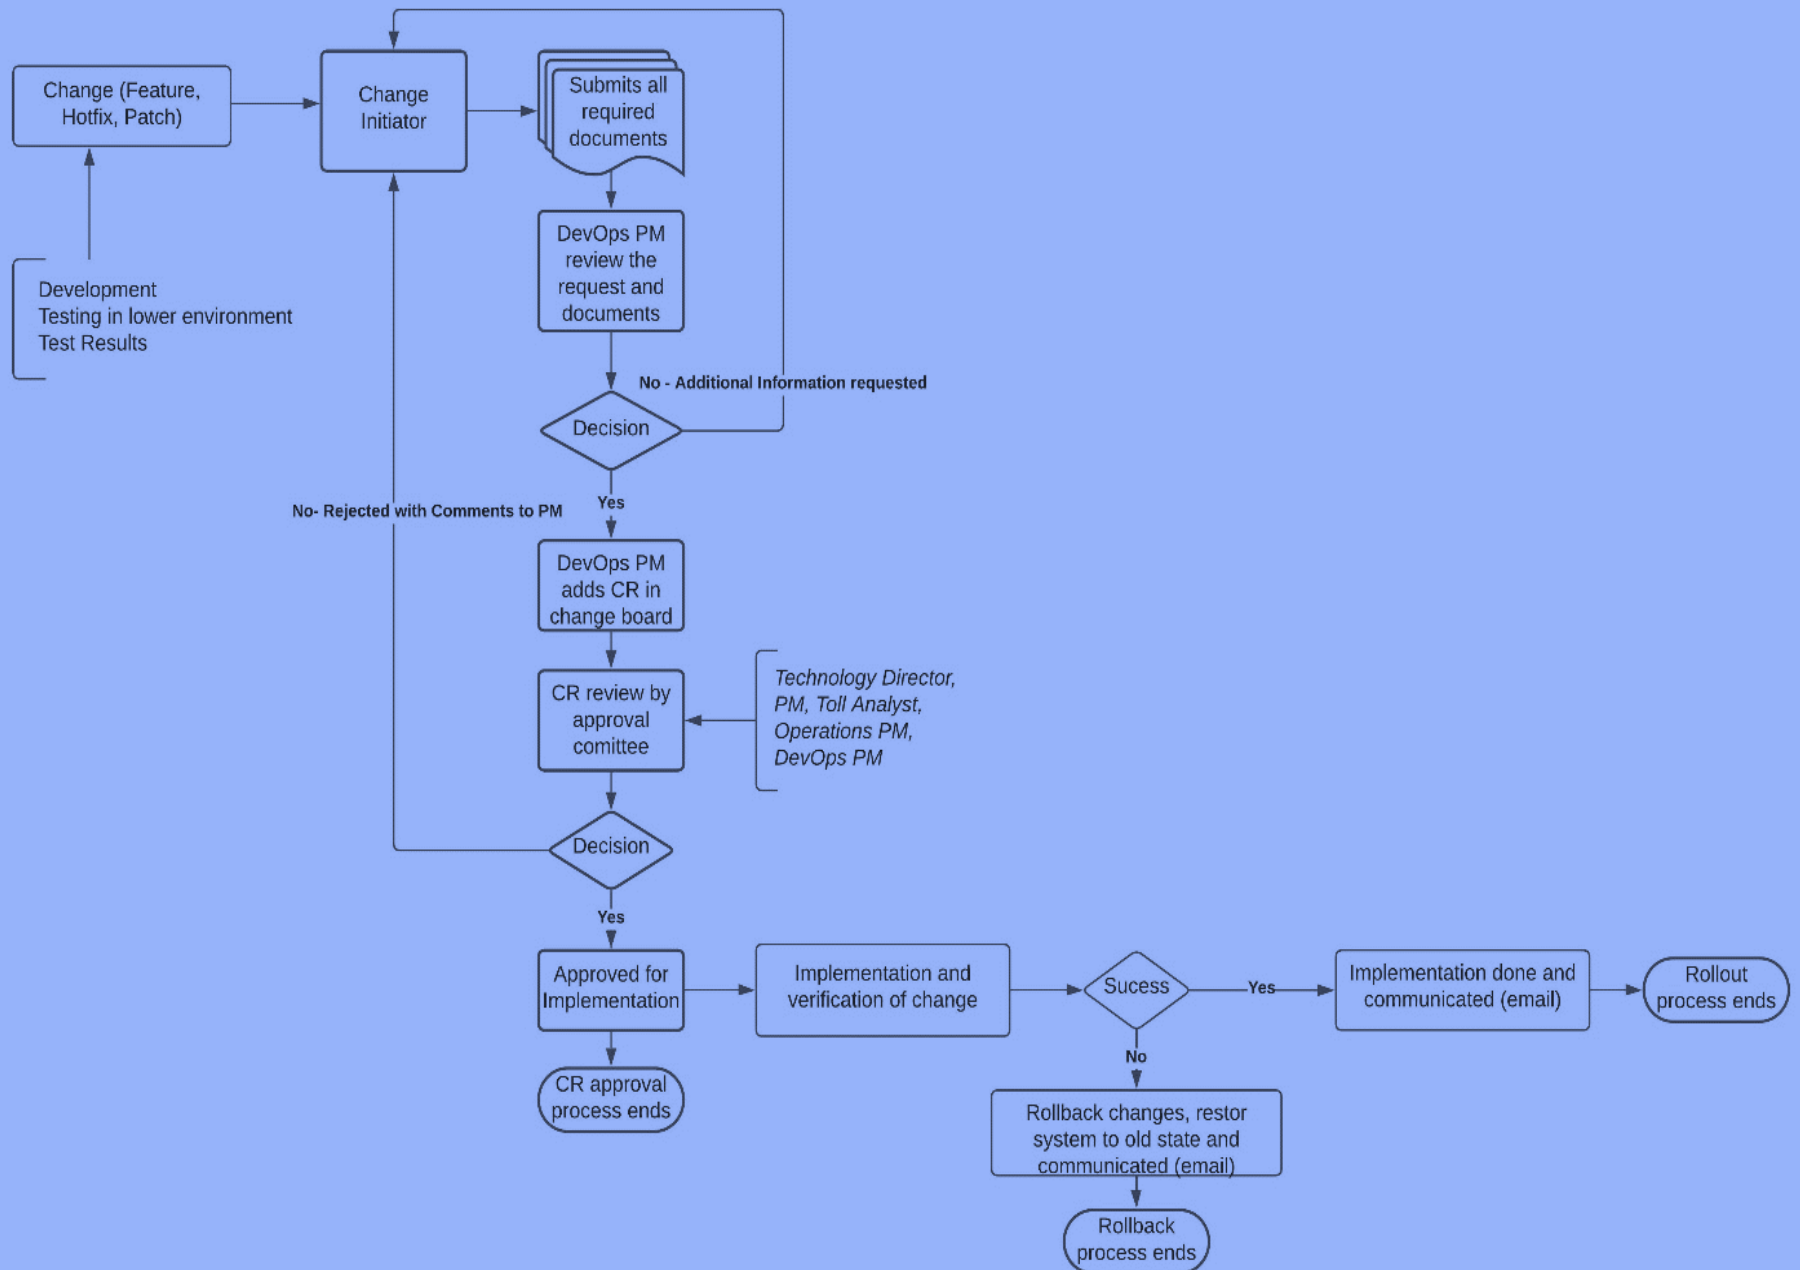 Change (Feature,
Hotfix, Patch)
Change
Initiator
Submits all
required
documents
DevOps PM
review the
request and
documents
Development
Testing in lower environment
Test Results
No - Additional Information requested
Decision
Yes
No- Rejected with Comments to PM
DevOps PM
adds CR in
change board
CR review by
approval
comittee
Technology Director,
PM, Toll Analyst,
Operations PM,
DevOps PM
Decision
Yes
Approved for
Implementation
Implementation and
verification of change
Sucess
Yes
Implementation done and
communicated (email)
Rollout
process ends
No
CR approval
process ends
Rollback changes, restor
system to old state and
communicated (email)
Rollback
process ends